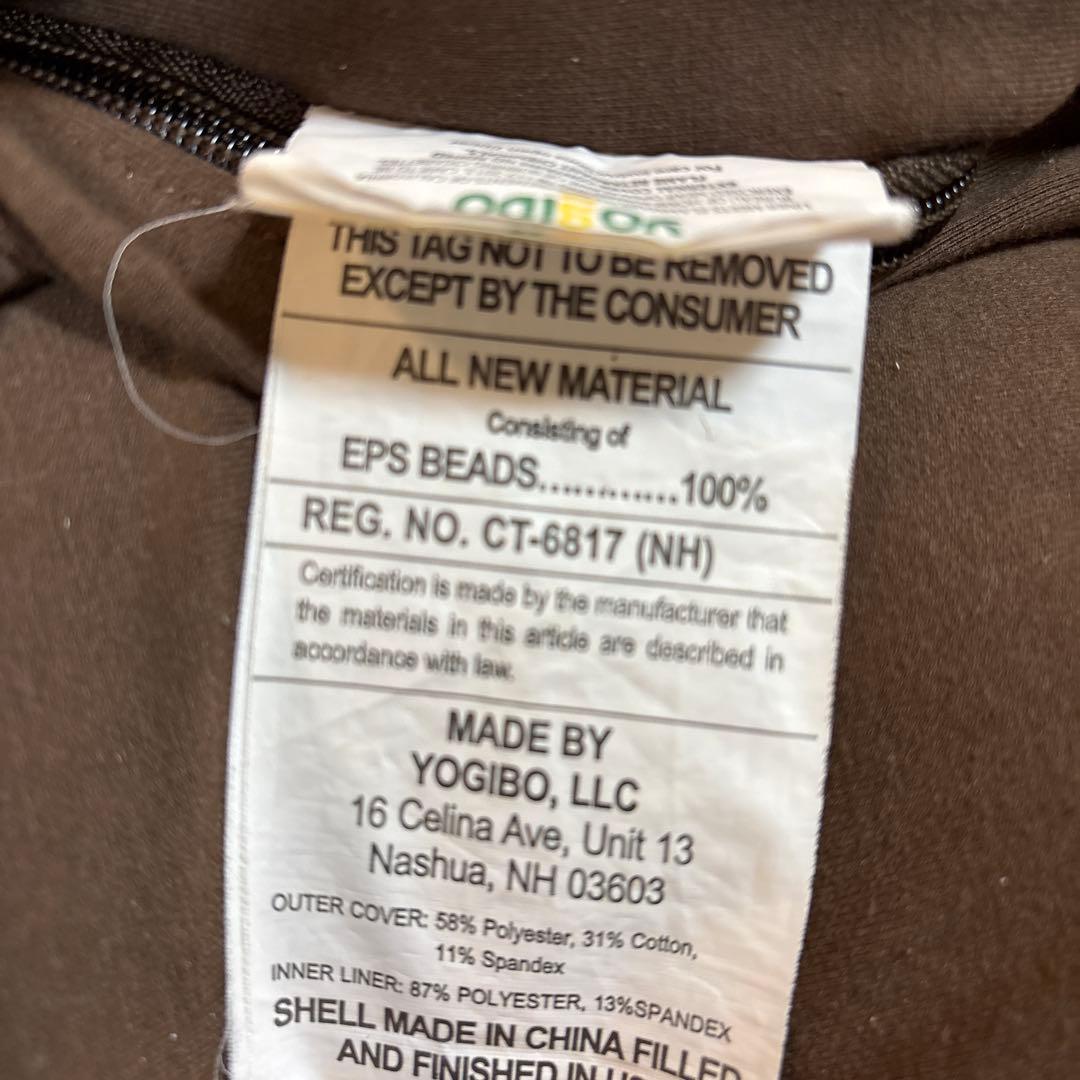 THIS TAG NOT TO BE REMOVED
EXCEPT BY THE CONSUMER
ALL NEW MATERIAL
Consisting of
EPS BEADS.............100%
REG. NO. CT-6817 (NH)
Certification is made by the manufacturer that
the materials in this article are described in
accordance with law.
MADE BY
YOGIBO, LLC
16 Celina Ave, Unit 13
Nashua, NH 03603
OUTER COVER: 58% Polyester, 31% Cotton,
11% Spandex
INNER LINER: 87% POLYESTER, 13%SPANDEX
SHELL MADE IN CHINA FILLED
AND FINISHED IN